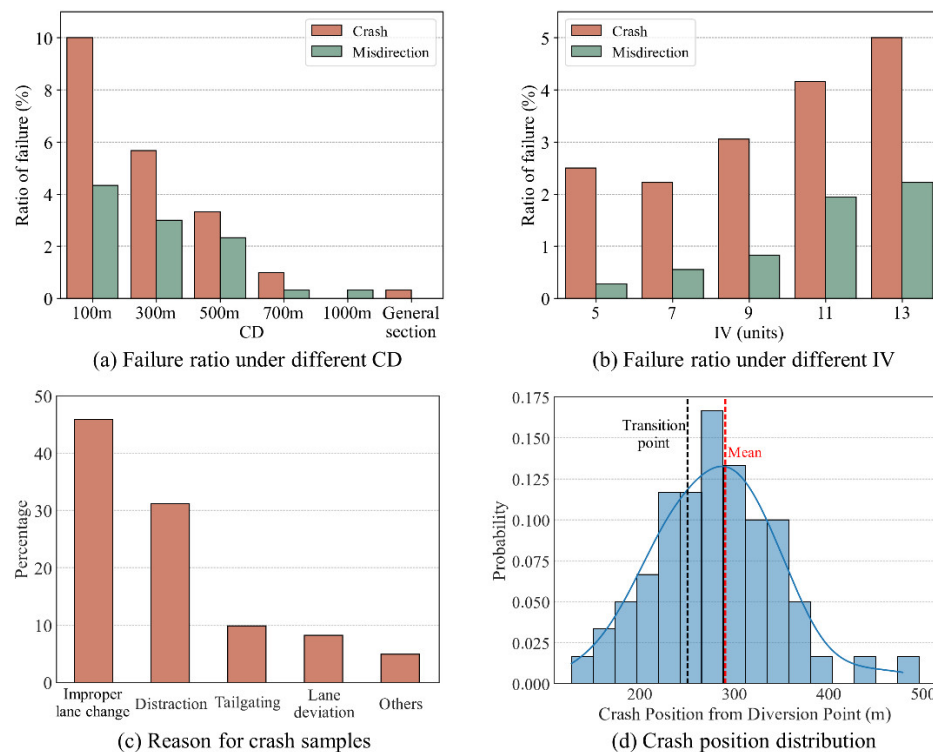 10
8
6
4
2
0
Ratio of failure (%)
Crash
Misdirection
100m
300m
500m
700m
1000m
General
section
CD
(a) Failure ratio under different CD
5
4
3
2
1
0
Ratio of failure (%)
Crash
Misdirection
5
7
9
11
13
IV (units)
(b) Failure ratio under different IV
50
40
30
20
10
0
Percentage
Improper
lane change
Distraction
Tailgating
Lane
deviation
Others
(c) Reason for crash samples
0.175
0.150
0.125
0.100
0.075
0.050
0.025
0.000
Probability
Transition
point
Mean
200
300
400
500
Crash Position from Diversion Point (m)
(d) Crash position distribution